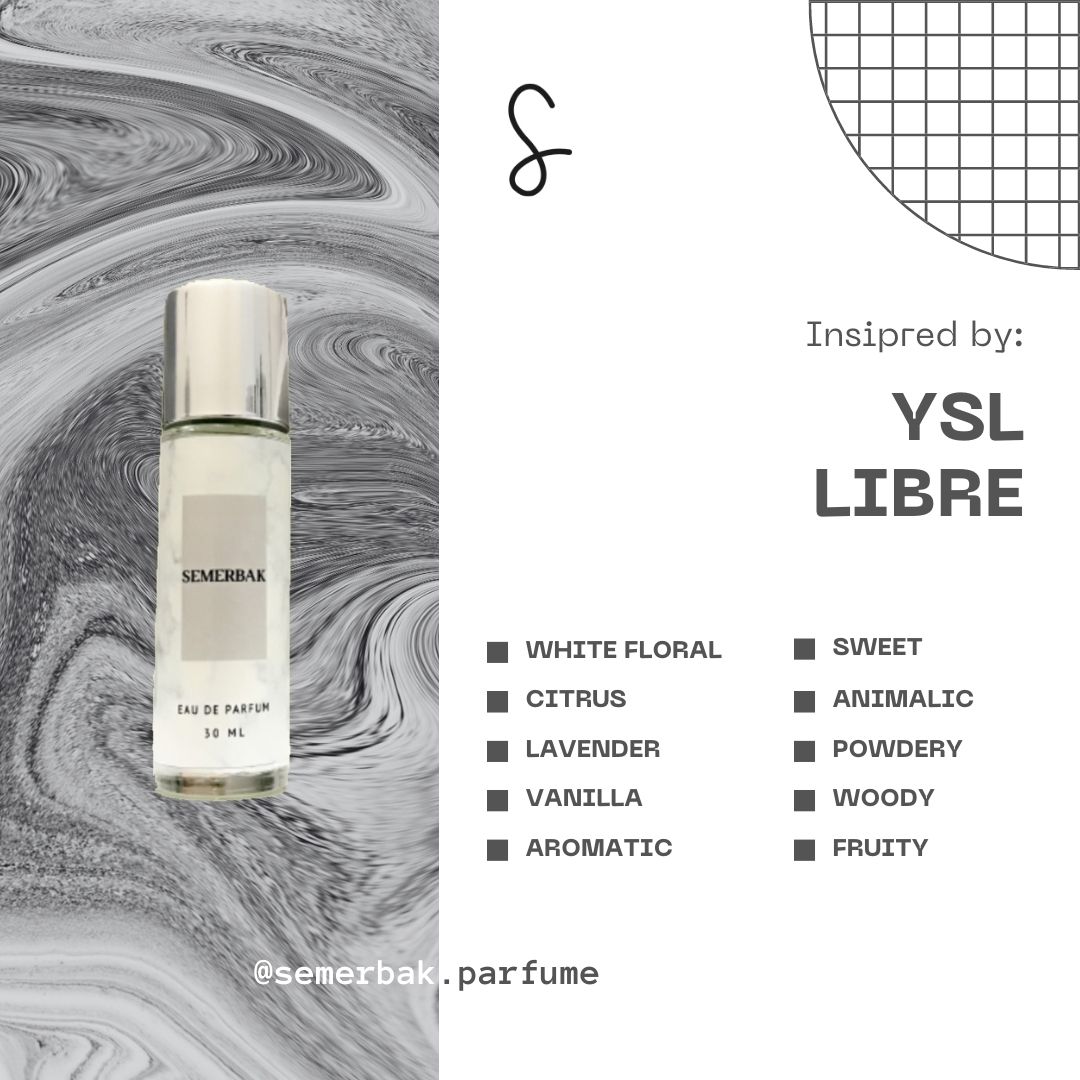 S
Insipred by:
YSL
LIBRE
SEMERBAK
EAU DE PARFUM
30 ML
WHITE FLORAL
CITRUS
LAVENDER
VANILLA
AROMATIC
SWEET
ANIMALIC
POWDERY
WOODY
FRUITY
@semerbak.parfume